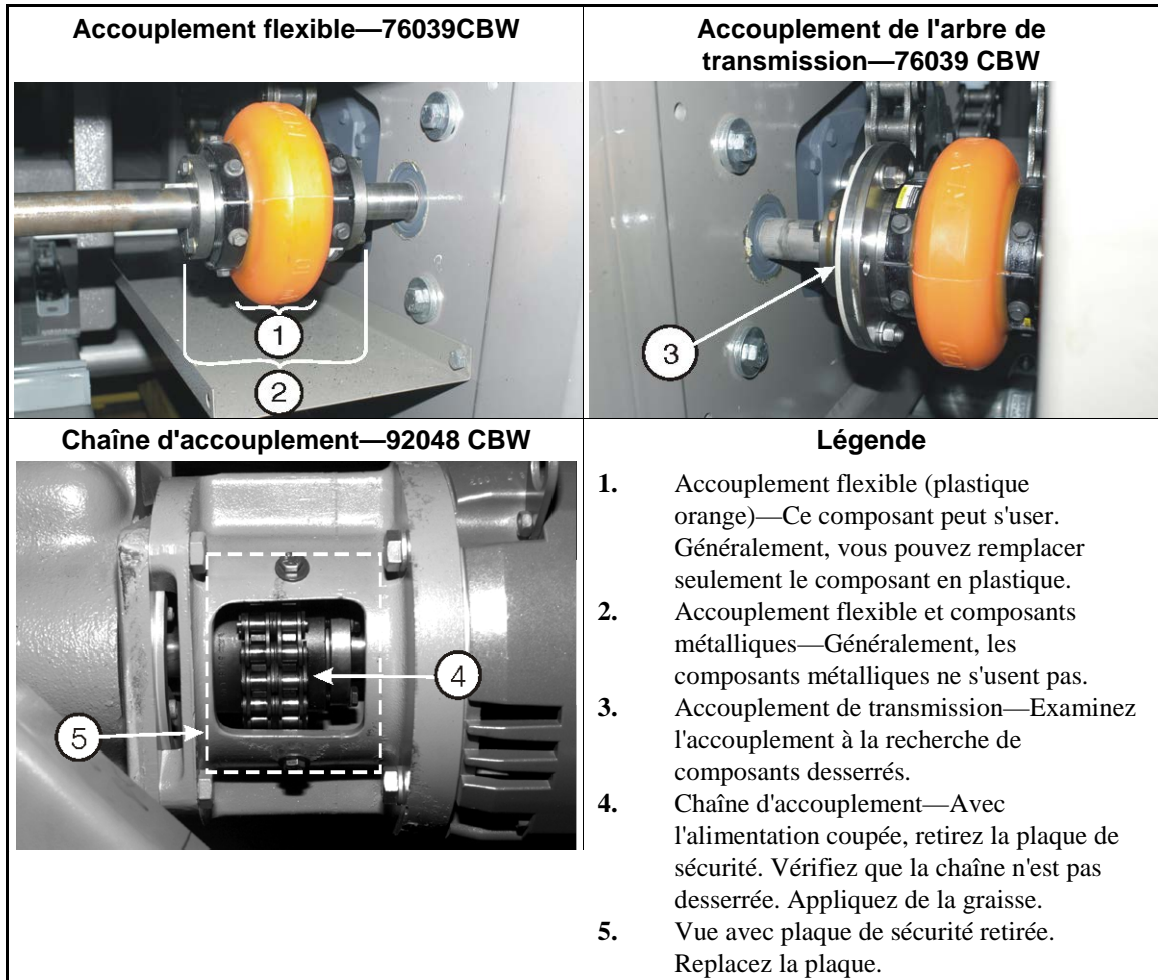 Accouplement flexible—76039CBW
1
2
Accouplement de l'arbre de
transmission—76039 CBW
3
Chaîne d'accouplement—92048 CBW
4
5
Légende
1. Accouplement flexible (plastique
orange)—Ce composant peut s'user.
Généralement, vous pouvez remplacer
seulement le composant en plastique.
2. Accouplement flexible et composants
métalliques—Généralement, les
composants métalliques ne s'usent pas.
3. Accouplement de transmission—Examinez
l'accouplement à la recherche de
composants desserrés.
4. Chaîne d'accouplement—Avec
l'alimentation coupée, retirez la plaque de
sécurité. Vérifiez que la chaîne n'est pas
desserrée. Appliquez de la graisse.
5. Vue avec plaque de sécurité retirée.
Replacez la plaque.